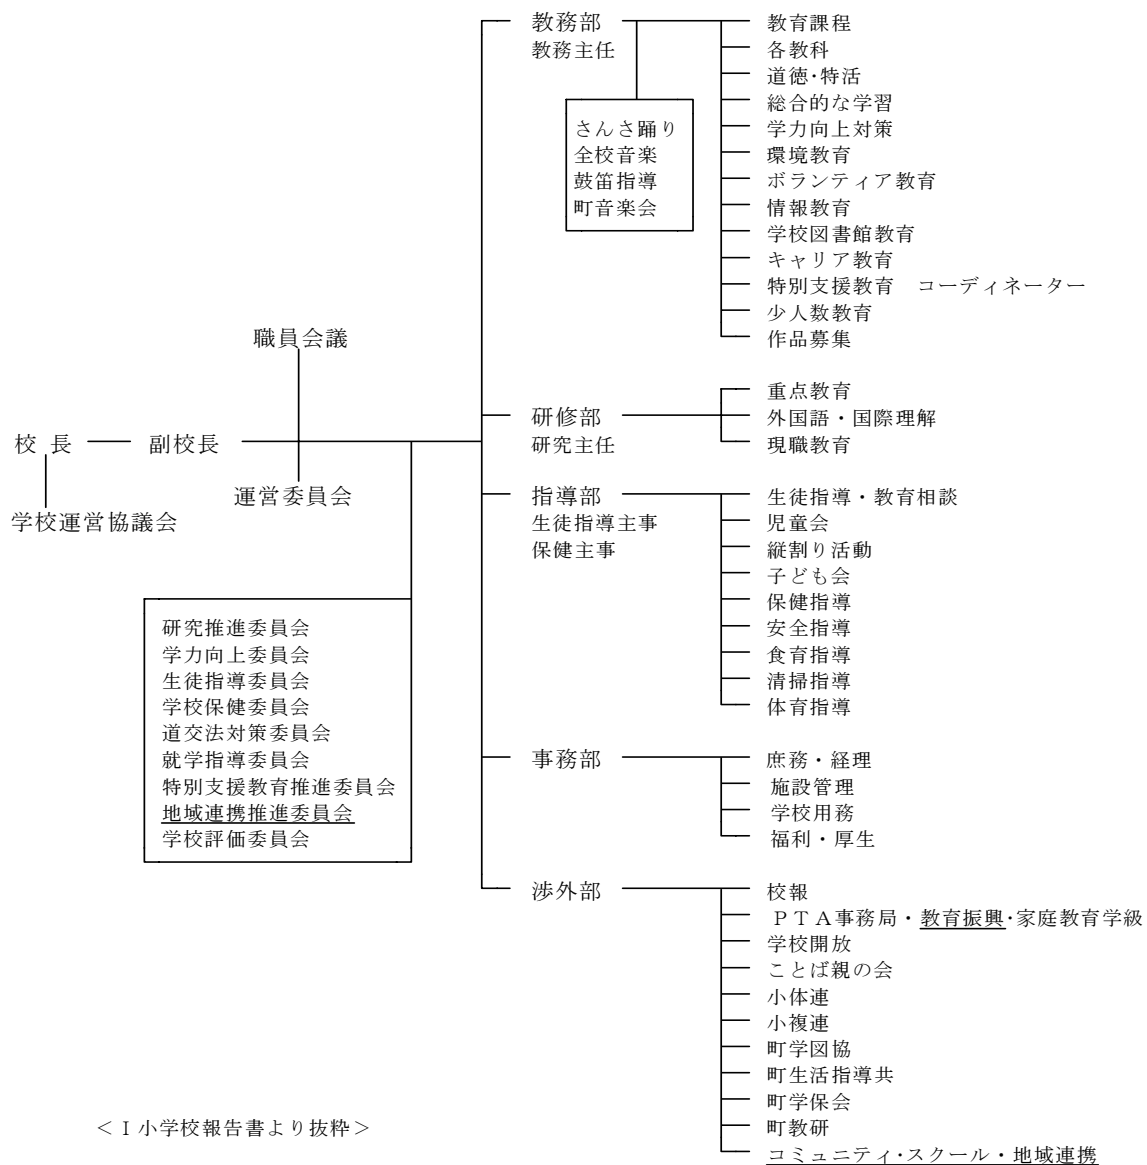 教務部
教務主任
さんさ踊り
全校音楽
鼓笛指導
町音楽会
教育課程
各教科
道徳･特活
総合的な学習
学力向上対策
環境教育
ボランティア教育
情報教育
学校図書館教育
キャリア教育
特別支援教育　コーディネーター
少人数教育
作品募集
職員会議
校 長
副校長
運営委員会
学校運営協議会
研修部
研究主任
重点教育
外国語・国際理解
現職教育
指導部
生徒指導主事
保健主事
生徒指導・教育相談
児童会
縦割り活動
子ども会
保健指導
安全指導
食育指導
清掃指導
体育指導
研究推進委員会
学力向上委員会
生徒指導委員会
学校保健委員会
道交法対策委員会
就学指導委員会
特別支援教育推進委員会
地域連携推進委員会
学校評価委員会
事務部
庶務・経理
施設管理
学校用務
福利・厚生
渉外部
校報
ＰＴＡ事務局・教育振興･家庭教育学級
学校開放
ことば親の会
小体連
小複連
町学図協
町生活指導共
町学保会
町教研
コミュニティ･スクール・地域連携
＜Ｉ小学校報告書より抜粋＞